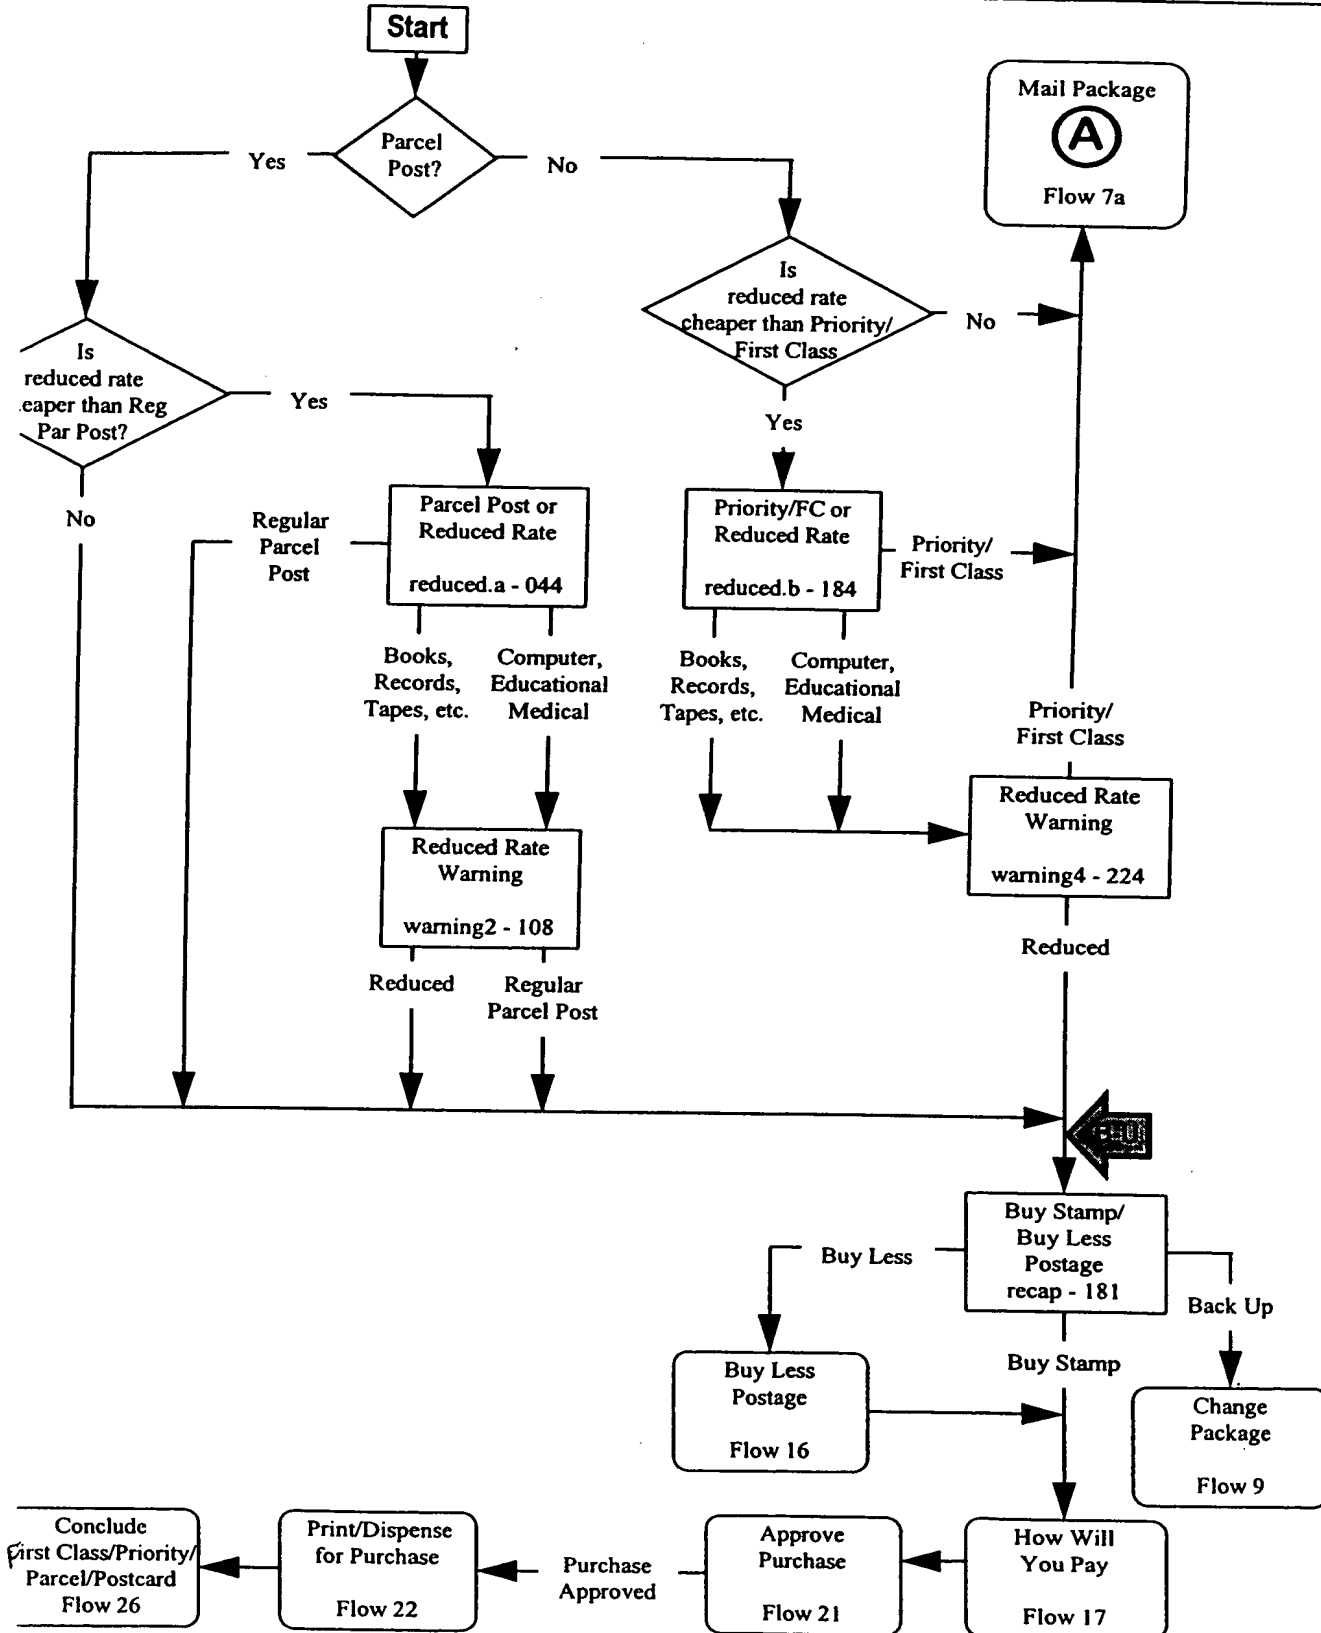 Start
Parcel
Post?
Yes
No
Mail Package
A
Flow 7a
Is
reduced rate
cheaper than Priority/
First Class
No
Yes
Is
reduced rate
eaper than Reg
Par Post?
Yes
No
Regular
Parcel
Post
Parcel Post or
Reduced Rate
reduced.a - 044
Priority/FC or
Reduced Rate
reduced.b - 184
Priority/
First Class
Books,
Records,
Tapes, etc.
Computer,
Educational
Medical
Books,
Records,
Tapes, etc.
Computer,
Educational
Medical
Priority/
First Class
Reduced Rate
Warning
warning2 - 108
Reduced Rate
Warning
warning4 - 224
Reduced
Regular
Parcel Post
Reduced
Buy Stamp/
Buy Less
Postage
recap - 181
Buy Less
Back Up
Buy Stamp
Buy Less
Postage
Flow 16
Change
Package
Flow 9
Conclude
First Class/Priority/
Parcel/Postcard
Flow 26
Print/Dispense
for Purchase
Flow 22
Purchase
Approved
Approve
Purchase
Flow 21
How Will
You Pay
Flow 17